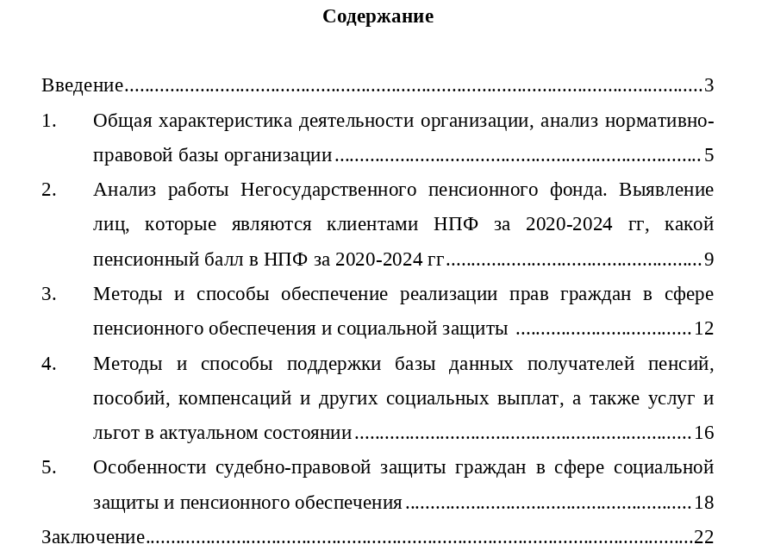 Содержание
Введение....................................................................................................................3
1. Общая характеристика деятельности организации, анализ нормативно-
правовой базы организации......................................................................... 5
2. Анализ работы Негосударственного пенсионного фонда. Выявление
лиц, которые являются клиентами НПФ за 2020-2024 гг, какой
пенсионный балл в НПФ за 2020-2024 гг...................................................9
3. Методы и способы обеспечение реализации прав граждан в сфере
пенсионного обеспечения и социальной защиты ...................................12
4. Методы и способы поддержки базы данных получателей пенсий,
пособий, компенсаций и других социальных выплат, а также услуг и
льгот в актуальном состоянии...................................................................16
5. Особенности судебно-правовой защиты граждан в сфере социальной
защиты и пенсионного обеспечения.........................................................18
Заключение.............................................................................................................22